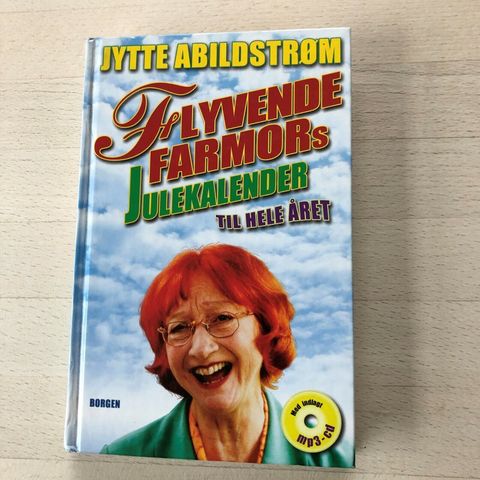 JYTTE ABILDSTRØM
FLYVENDE
FARMORs
JULEKALENDER
TIL HELE ÅRET
BORGEN
Med indlagt
mp3-cd